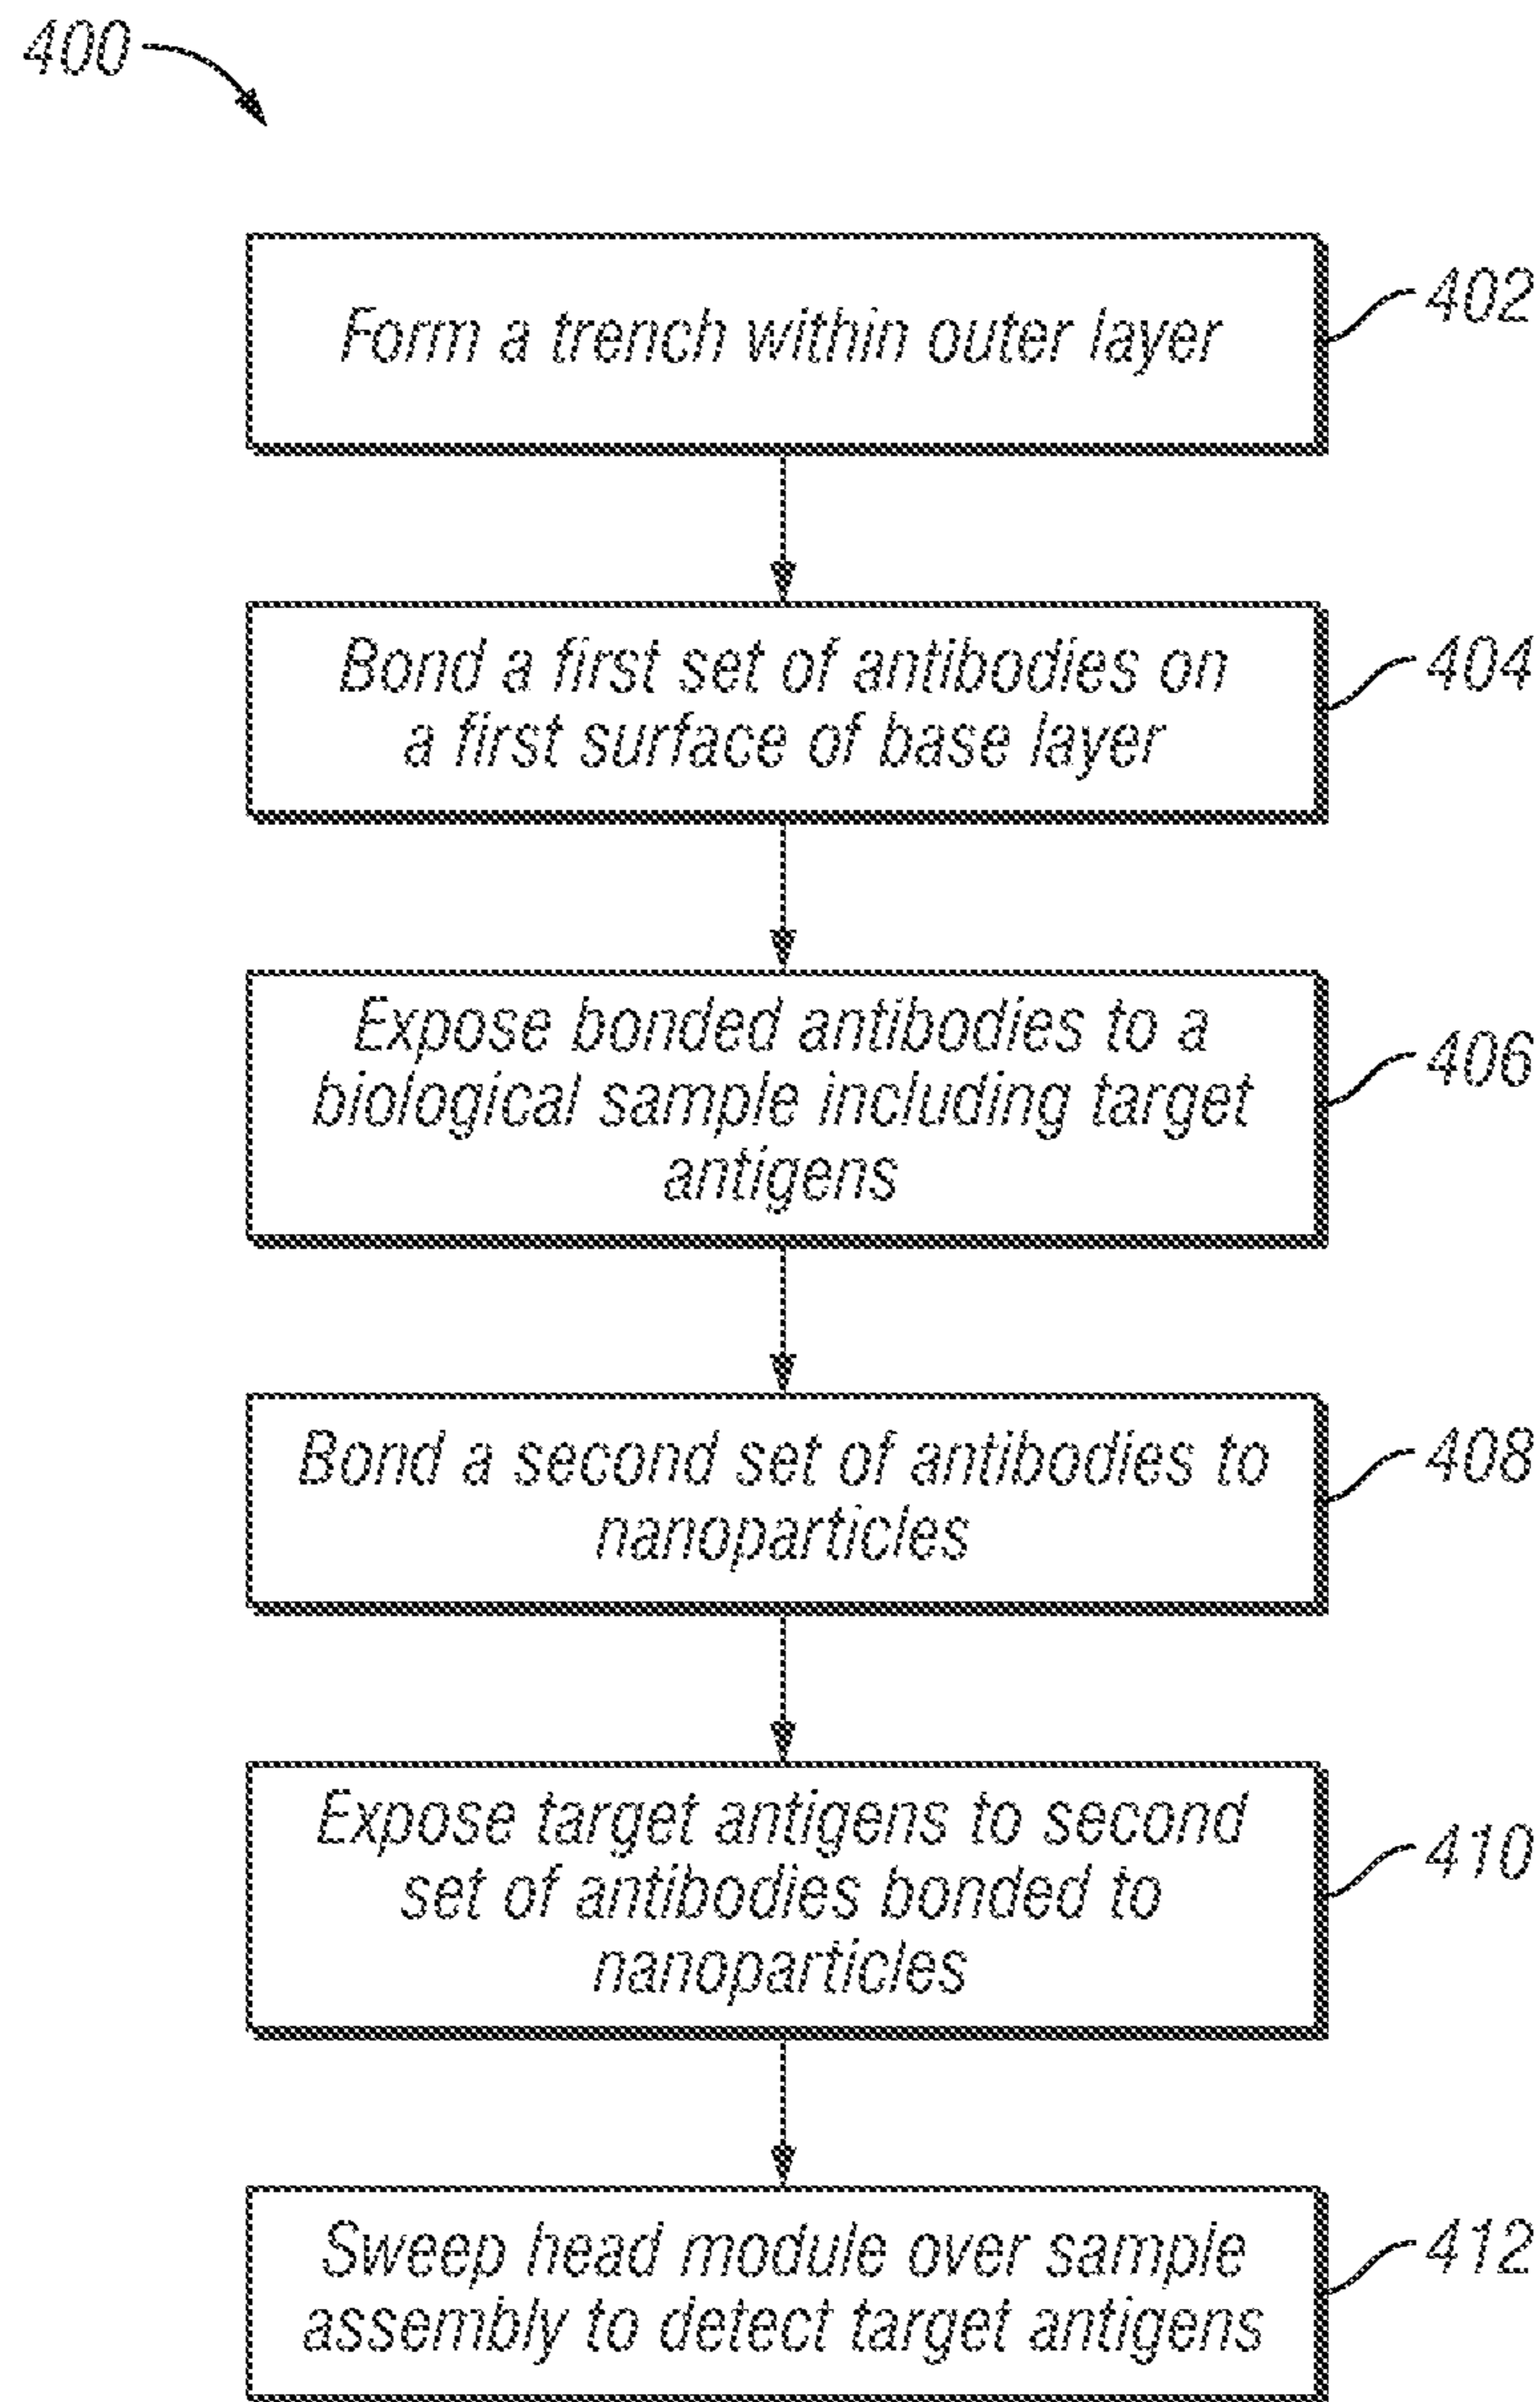 400
Form a trench within outer layer
402
Bond a first set of antibodies on
a first surface of base layer
404
Expose bonded antibodies to a
biological sample including target
antigens
406
Bond a second set of antibodies to
nanoparticles
408
Expose target antigens to second
set of antibodies bonded to
nanoparticles
410
Sweep head module over sample
assembly to detect target antigens
412